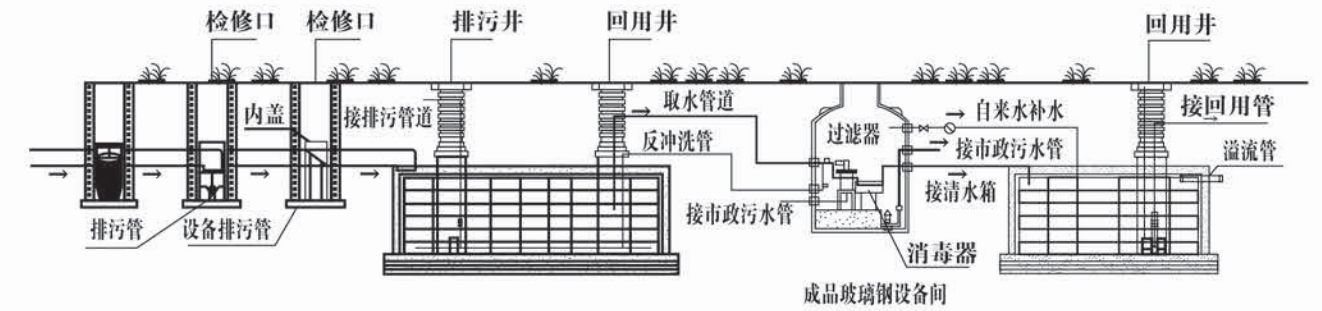 检修口
检修口
排污井
回用井
回用井
内盖
接排污管道
取水管道
反冲洗管
过滤器
自来水补水
接回用管
接市政污水管
溢流管
接清水箱
接市政污水管
排污管
设备排污管
消毒器
成品玻璃钢设备间